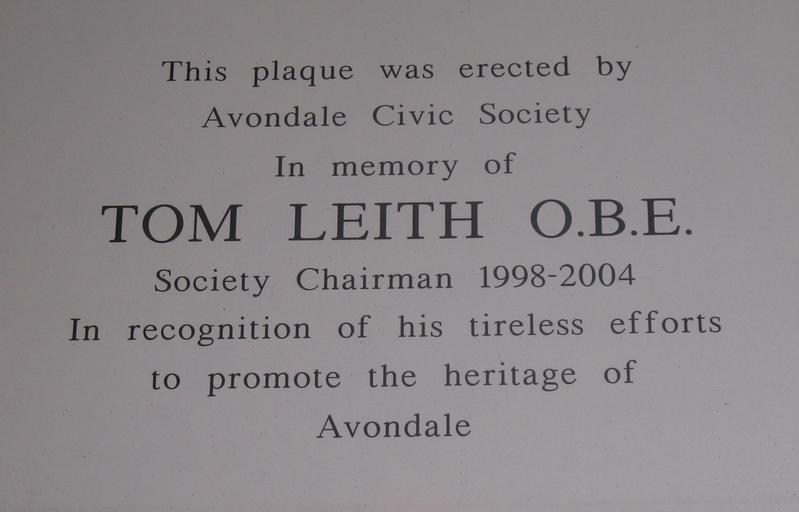 This plaque was erected by
Avondale Civic Society
In memory of
TOM LEITH O.B.E.
Society Chairman 1998-2004
In recognition of his tireless efforts
to promote the heritage of
Avondale